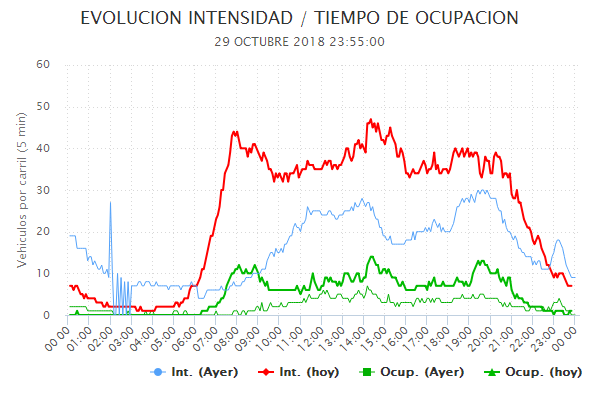 EVOLUCION INTENSIDAD / TIEMPO DE OCUPACION
29 OCTUBRE 2018 23:55:00
Vehiculos por carril (5 min)
60
50
40
30
20
10
0
00:00 01:00 02:00 03:00 04:00 05:00 06:00 07:00 08:00 09:00 10:00 11:00 12:00 13:00 14:00 15:00 16:00 17:00 18:00 19:00 20:00 21:00 22:00 23:00 00:00
Int. (Ayer) Int. (hoy) Ocup. (Ayer) Ocup. (hoy)